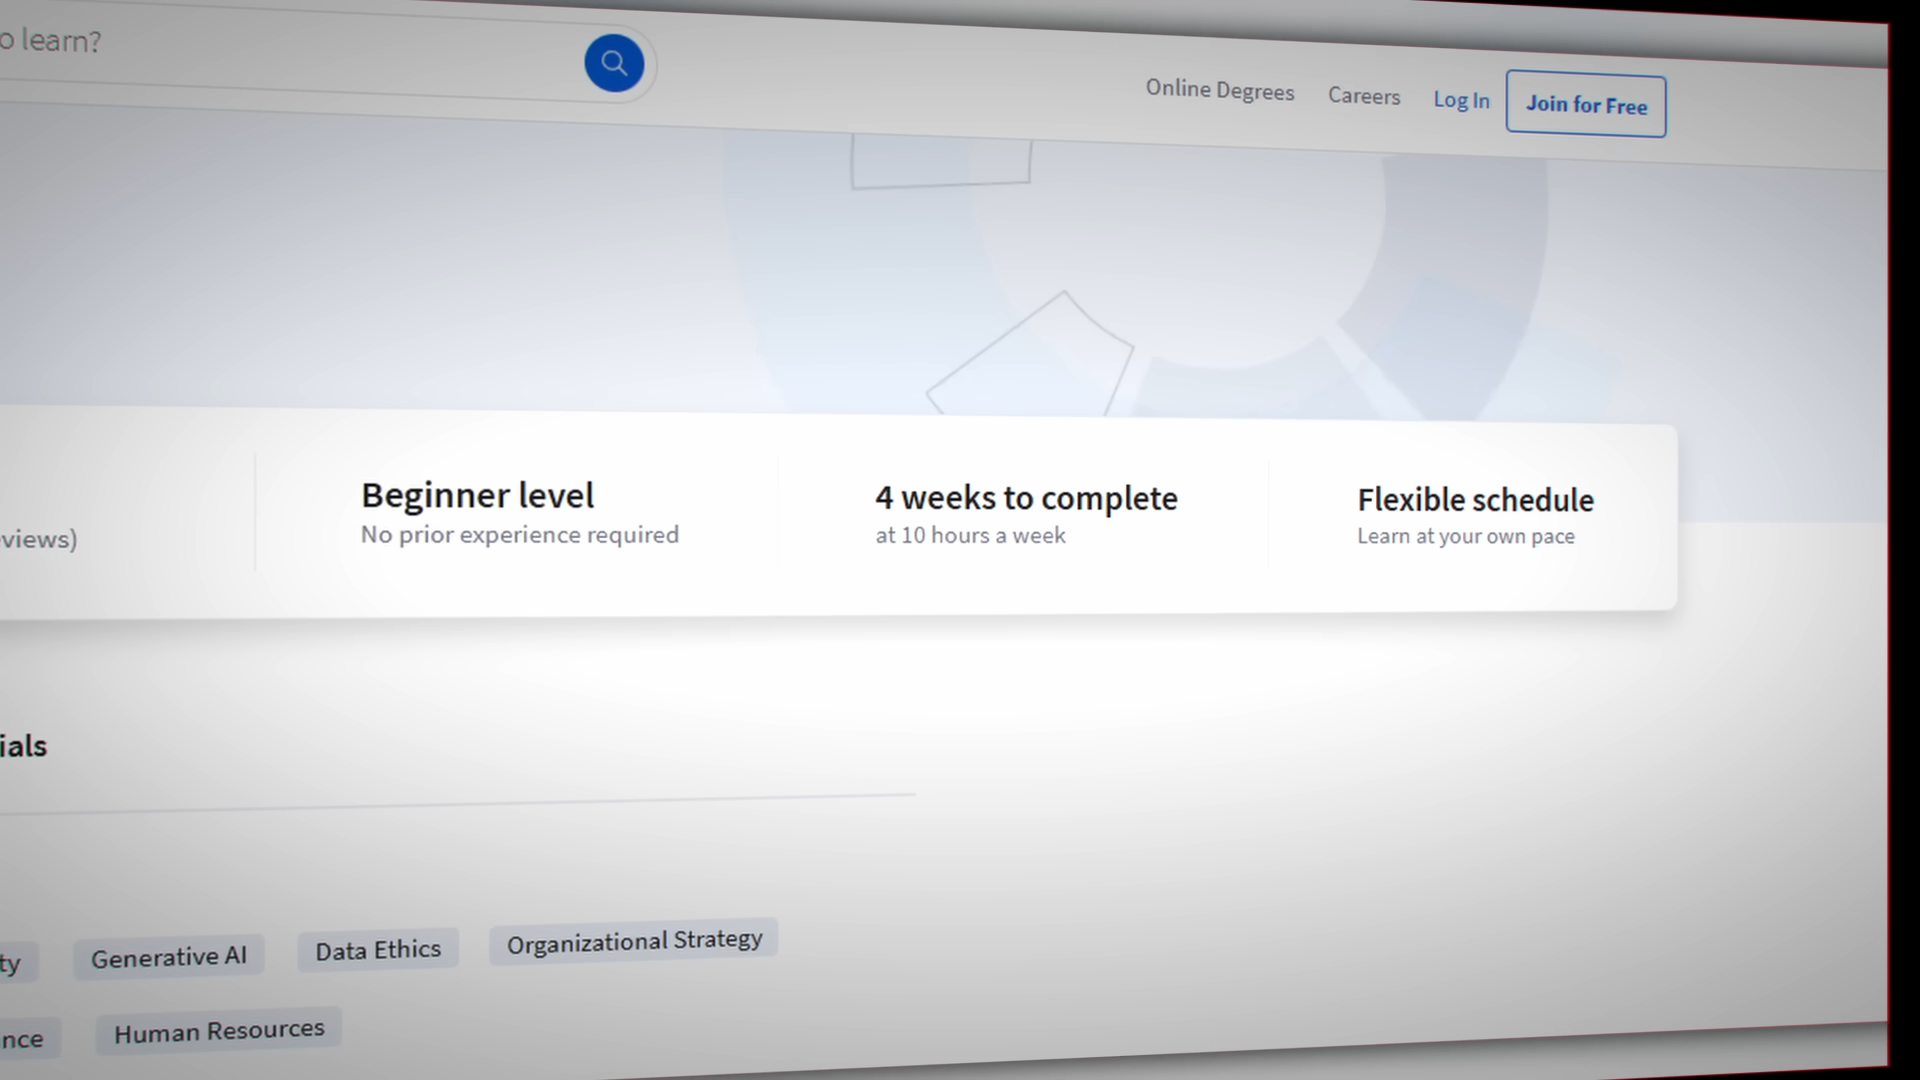 o learn?
Online Degrees
Careers
Log In
Join for Free
Beginner level
No prior experience required
4 weeks to complete
at 10 hours a week
Flexible schedule
Learn at your own pace
views)
ials
ty
Generative AI
Data Ethics
Organizational Strategy
nce
Human Resources